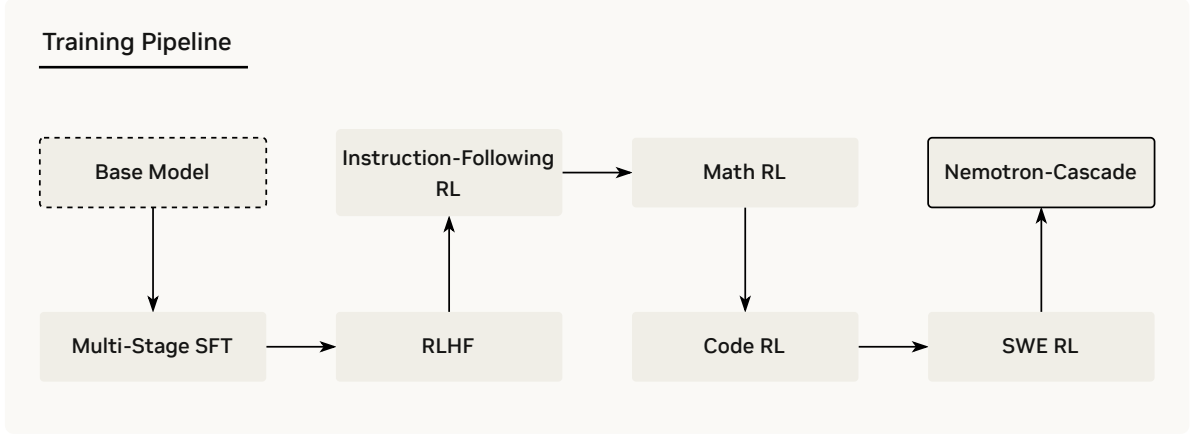 Training Pipeline
Base Model
Instruction-Following
RL
Math RL
Nemotron-Cascade
Multi-Stage SFT
RLHF
Code RL
SWE RL